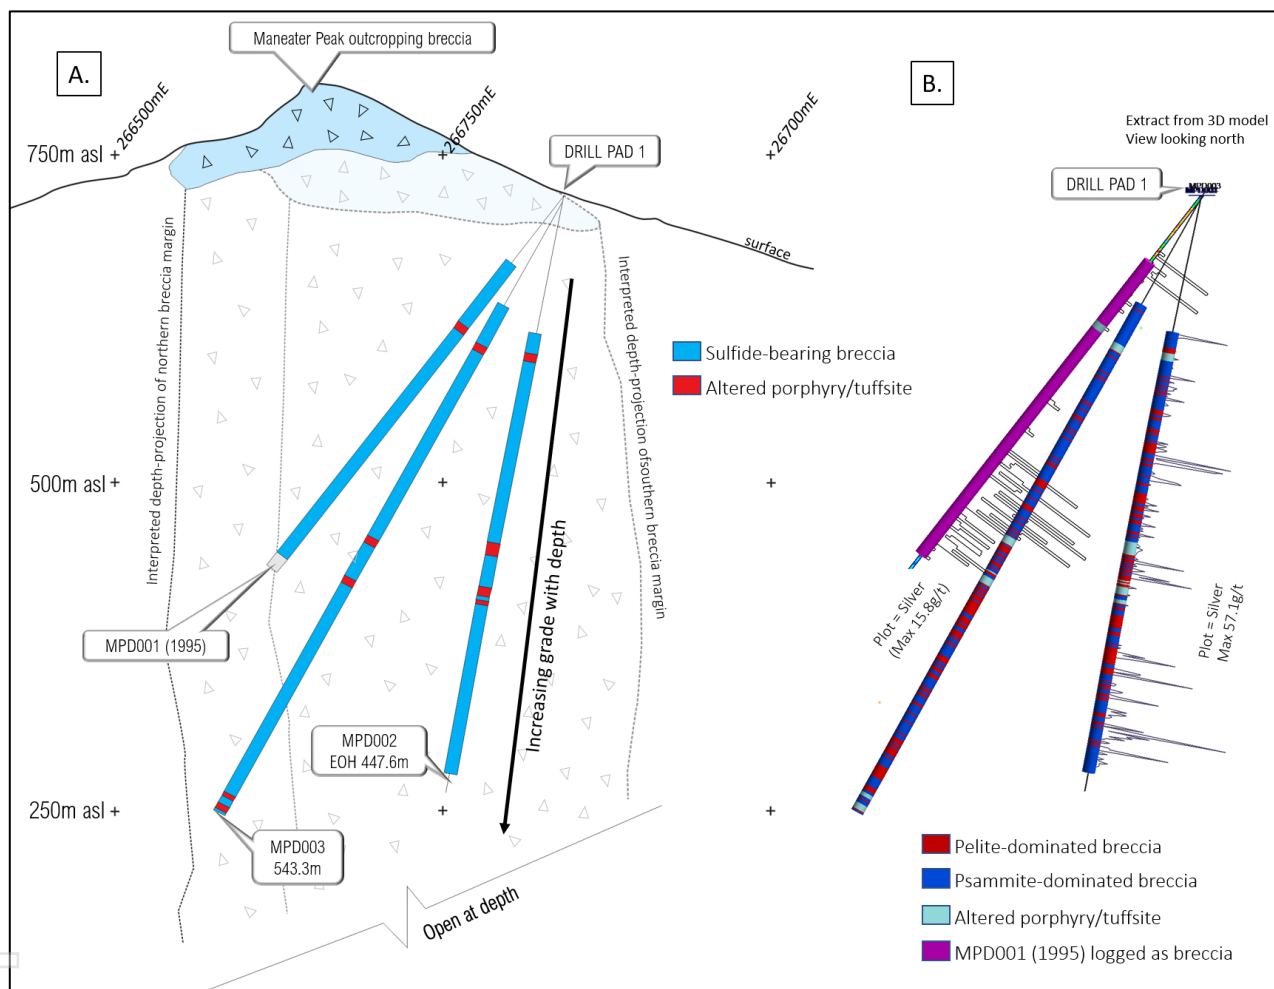 A.
Maneater Peak outcropping breccia
266500mE
266750mE
26700mE
750m asl
DRILL PAD 1
surface
Interpreted depth-projection of northern breccia margin
Interpreted depth-projection ofsouthern breccia margin
Sulfide-bearing breccia
Altered porphyry/tuffsite
500m asl
Increasing grade with depth
MPD001 (1995)
MPD002
EOH 447.6m
250m asl
MPD003
543.3m
Open at depth
B.
Extract from 3D model
View looking north
DRILL PAD 1
MPD003
Plot = Silver
(Max 15.8g/t)
Plot = Silver
Max 57.1g/t
Pelite-dominated breccia
Psammite-dominated breccia
Altered porphyry/tuffsite
MPD001 (1995) logged as breccia